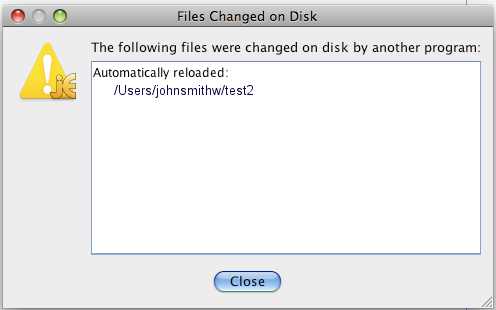 Files Changed on Disk
The following files were changed on disk by another program:
Automatically reloaded:
/Users/johnsmithw/test2
jE
Close